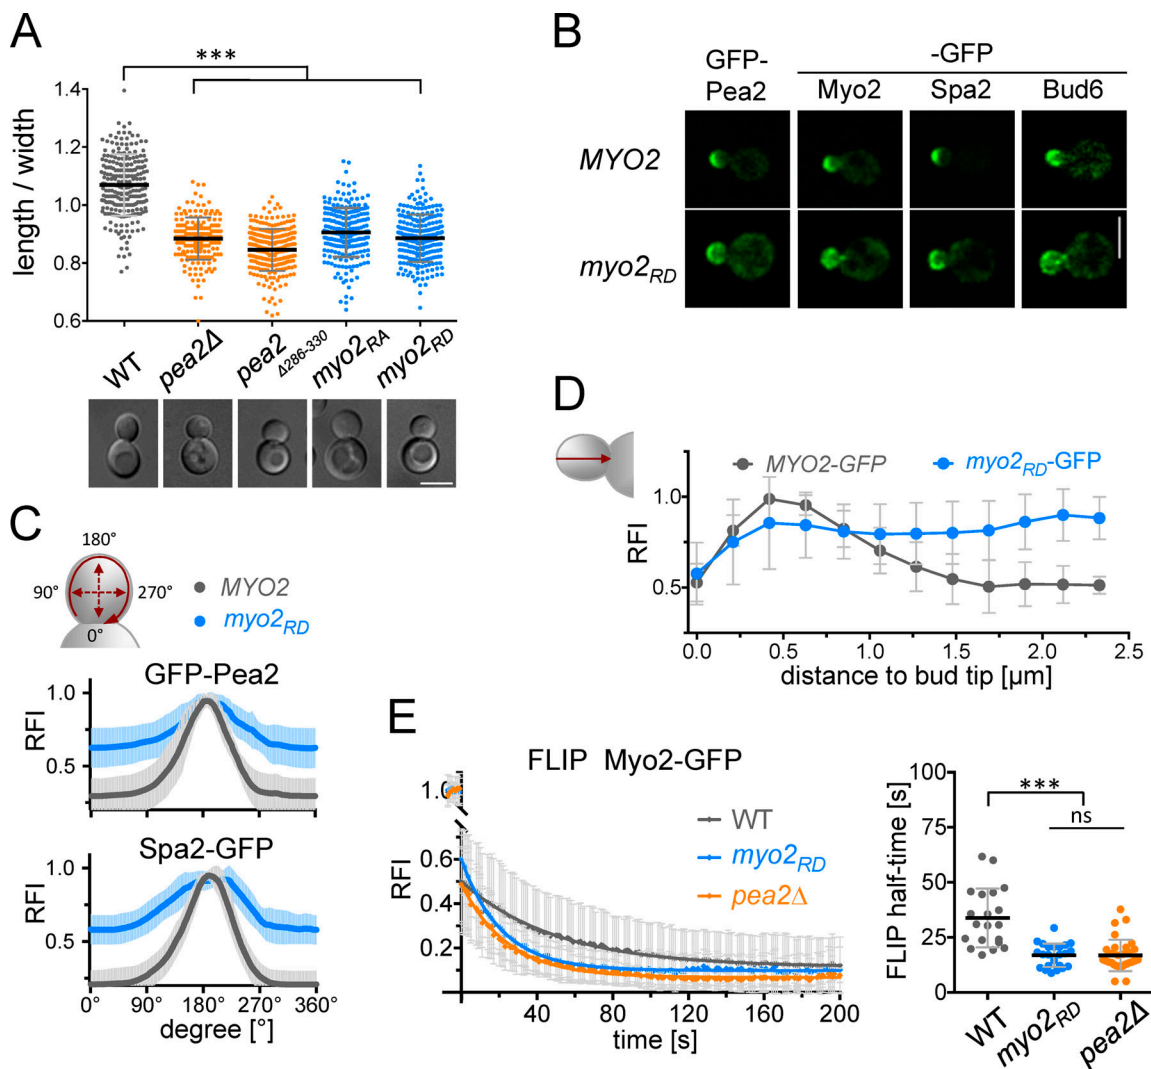 A
***
length / width
1.4
1.2
1.0
0.8
0.6
WT
pea2Δ
pea2 Δ286-330
myo2RA
myo2RD
B
GFP-Pea2
-GFP
Myo2
Spa2
Bud6
MYO2
myo2RD
C
180°
90°
270°
0°
MYO2
myo2RD
GFP-Pea2
RFI
1.0
0.5
Spa2-GFP
RFI
1.0
0.5
0° 90° 180° 270° 360°
degree [°]
D
MYO2-GFP
myo2RD-GFP
RFI
1.0
0.5
0.0 0.5 1.0 1.5 2.0 2.5
distance to bud tip [µm]
E
FLIP Myo2-GFP
WT
myo2RD
pea2Δ
RFI
1.0
0.6
0.4
0.2
40 80 120 160 200
time [s]
***
ns
FLIP half-time [s]
100
75
50
25
0
WT
myo2RD
pea2Δ